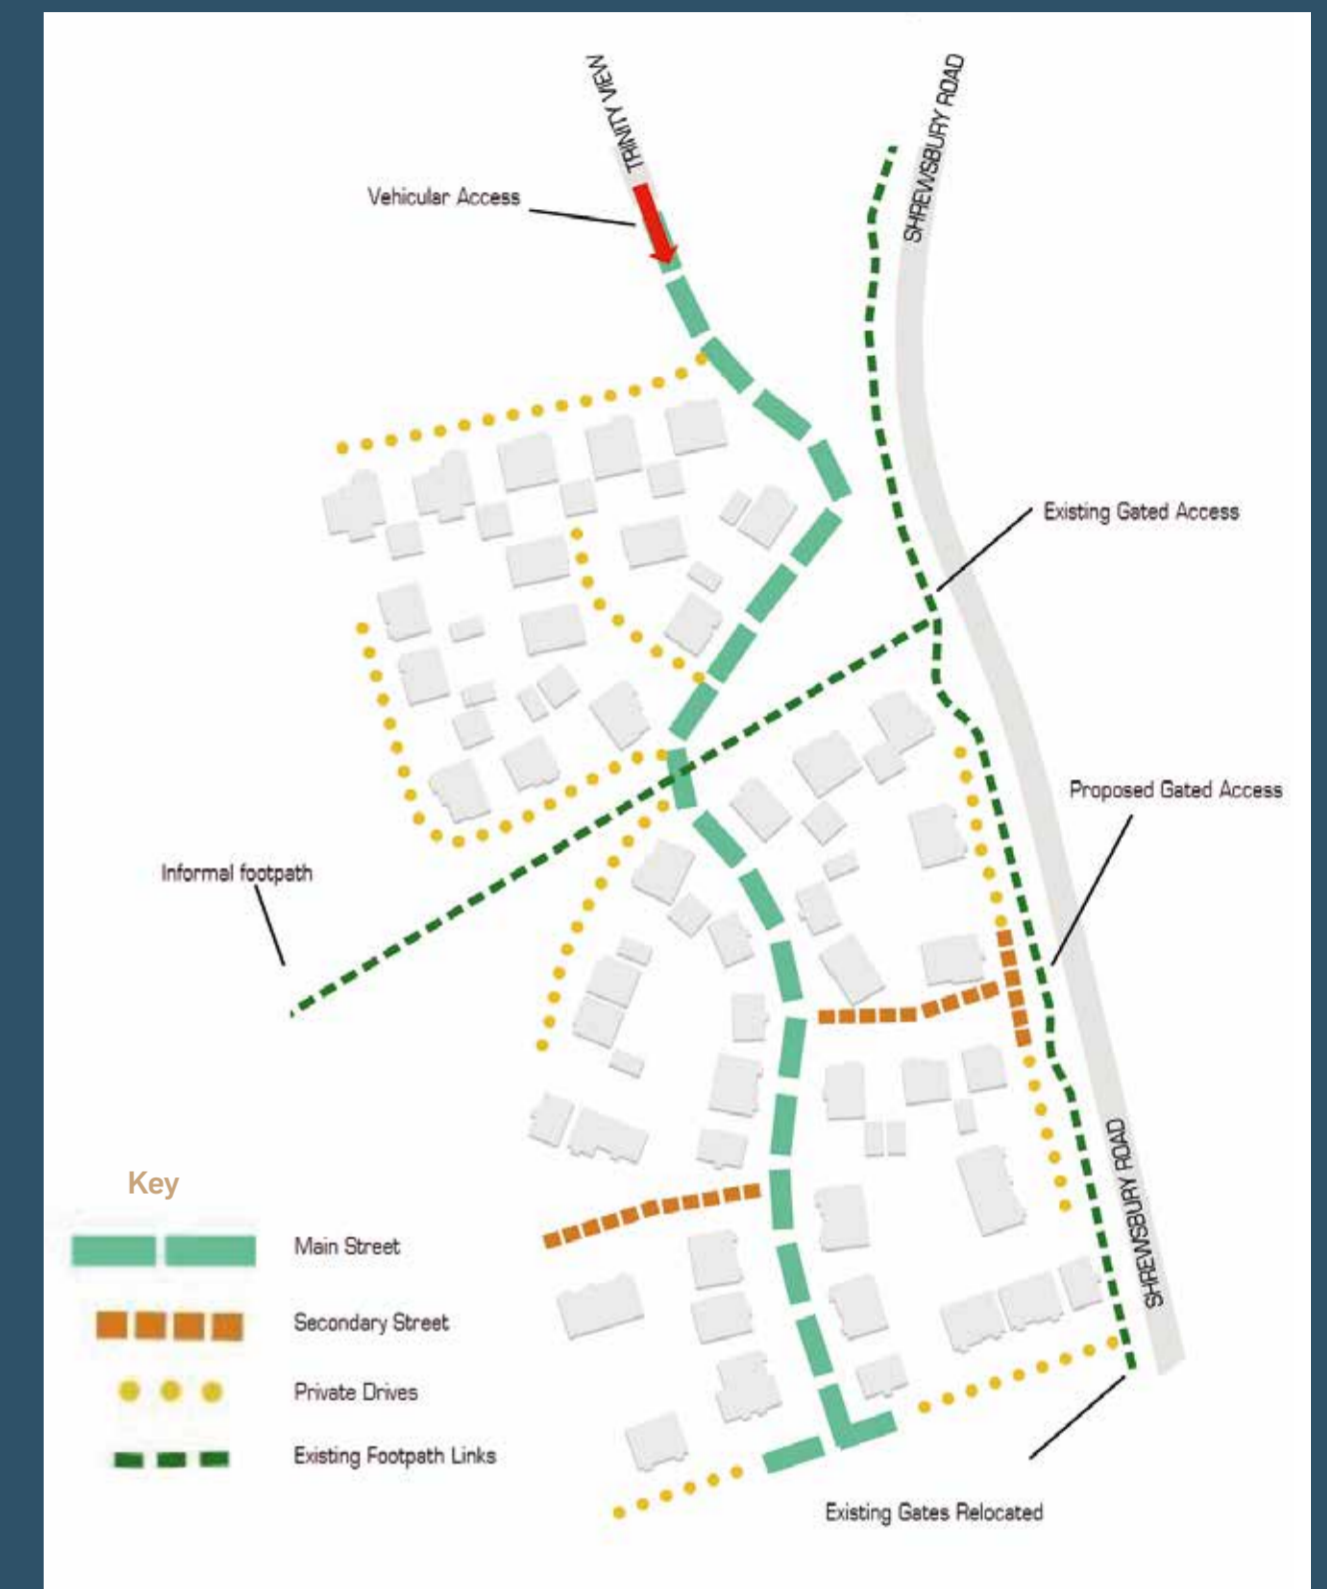 TRINITY VIEW
SHREWSBURY ROAD
Vehicular Access
Existing Gated Access
Proposed Gated Access
Informal footpath
SHREWSBURY ROAD
Key
Main Street
Secondary Street
Private Drives
Existing Footpath Links
Existing Gates Relocated